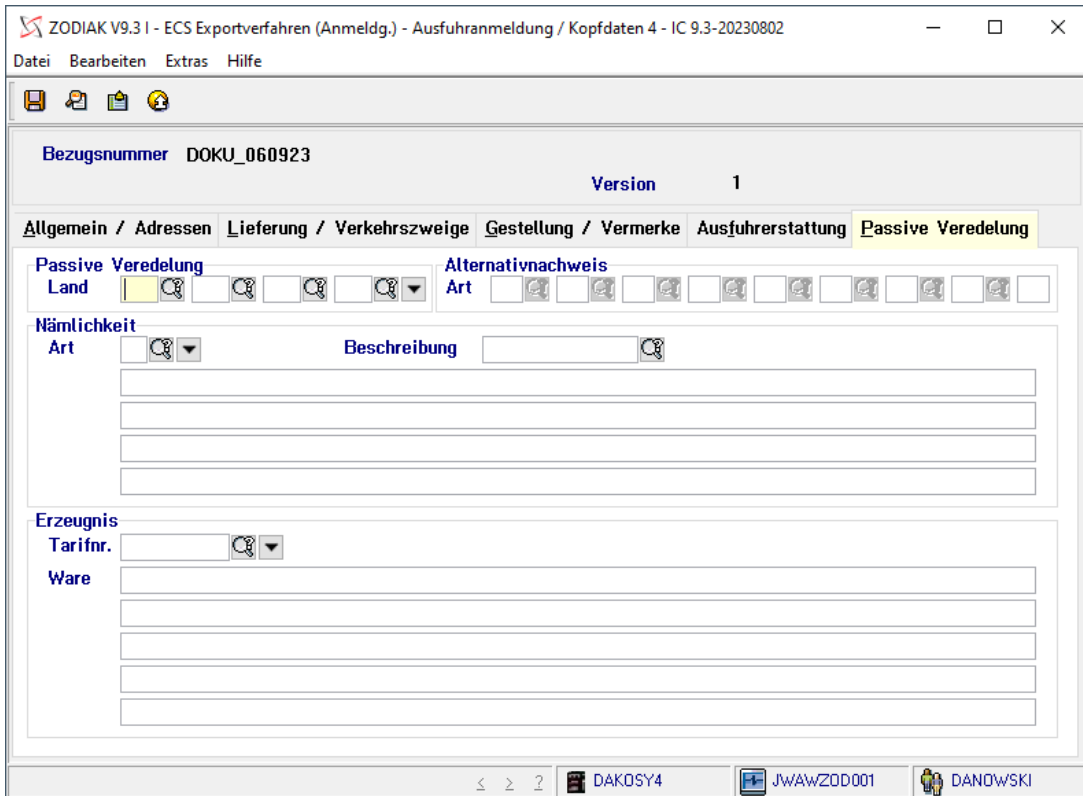 ZODIAK V9.3 I - ECS Exportverfahren (Anmeldg.) - Ausfuhranmeldung / Kopfdaten 4 - IC 9.3-20230802
Datei Bearbeiten Extras Hilfe
Bezugsnummer DOKU_060923
Version 1
Allgemein / Adressen Lieferung / Verkehrszweige Gestellung / Vermerke Ausfuhrerstattung Passive Veredelung
Passive Veredelung Alternativnachweis
Land Art
Nämlichkeit
Art Beschreibung
Erzeugnis
Tarifnr.
Ware
< > ? DAKOSY4 JWAWZOD001 DANOWSKI